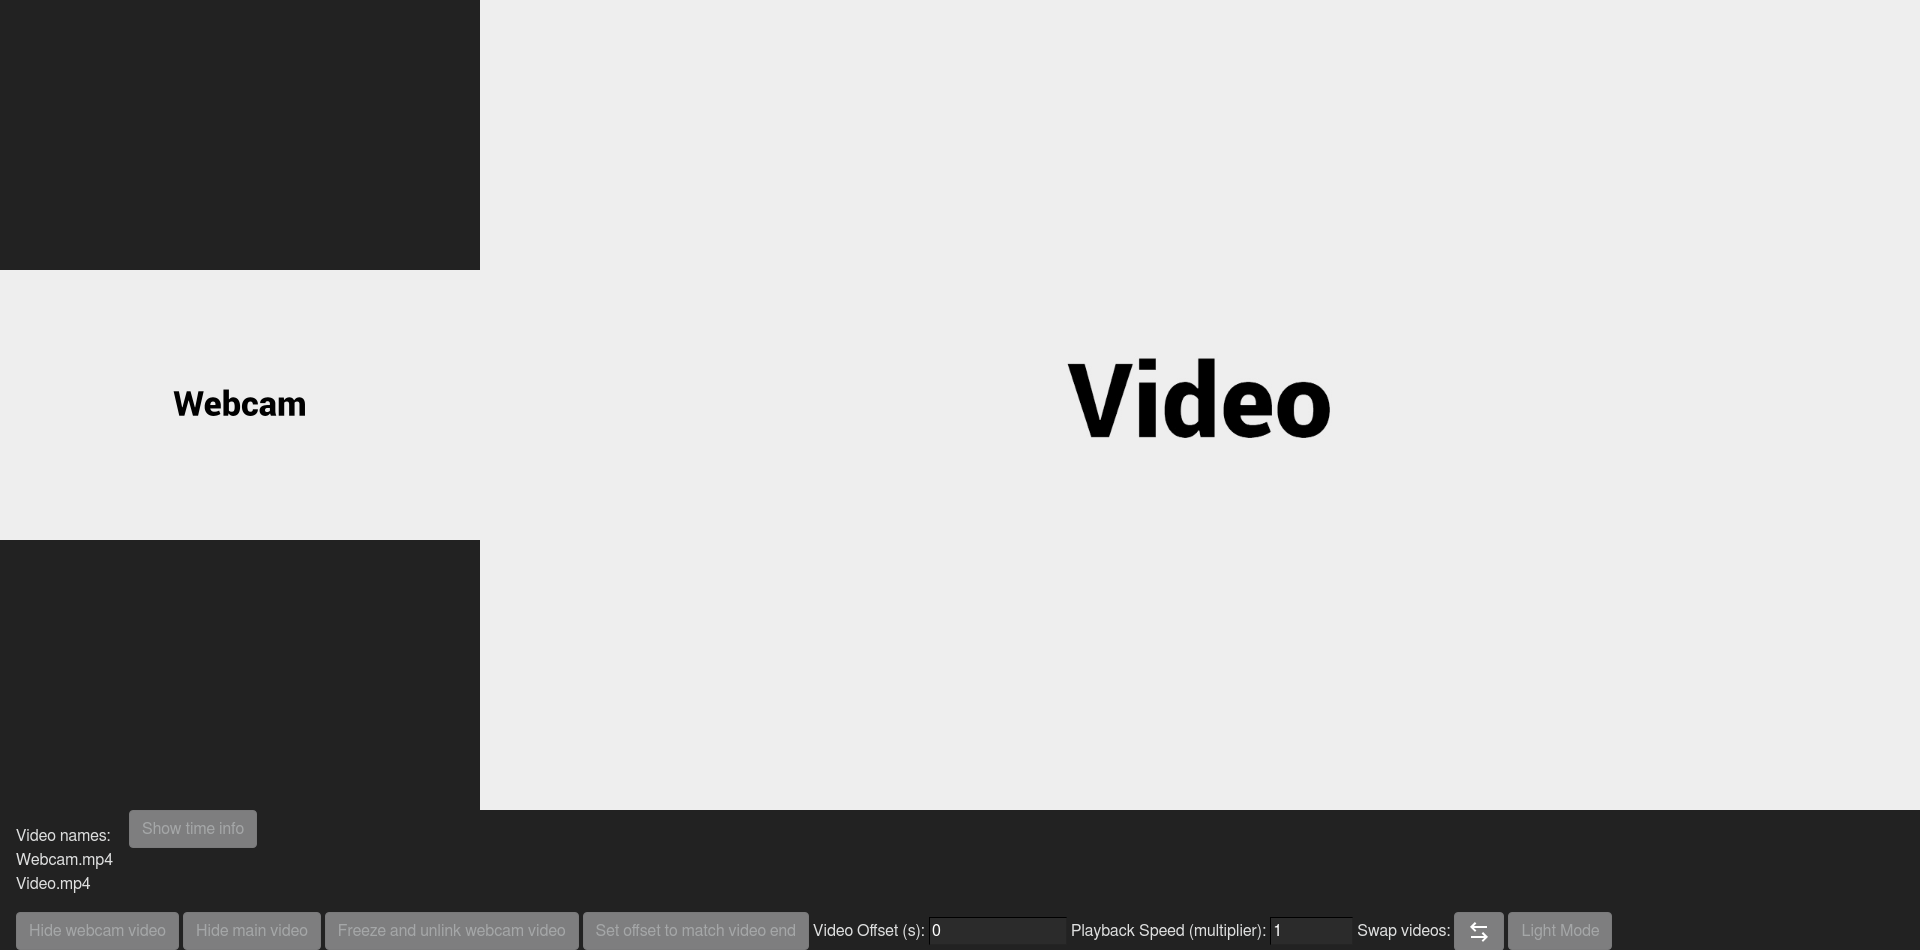 Webcam
Video
Video names:
Webcam.mp4
Video.mp4
Show time info
Hide webcam video Hide main video Freeze and unlink webcam video Set offset to match video end Video Offset (s): 0 Playback Speed (multiplier): 1 Swap videos: Light Mode